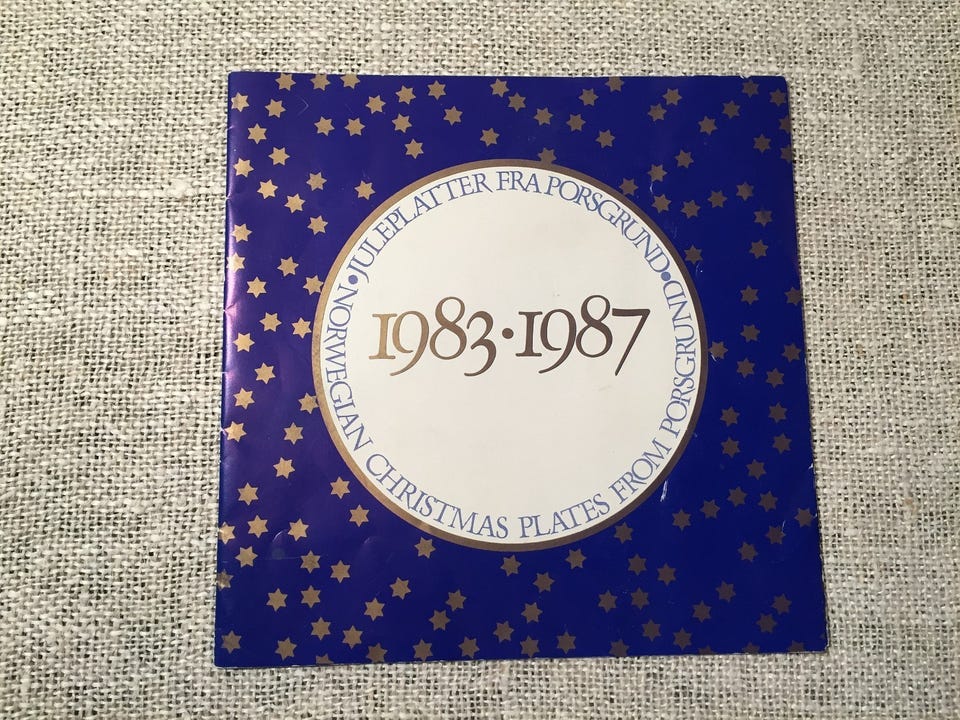 •JULEPLATTER FRA PORSGRUND•
1983•1987
NORWEGIAN CHRISTMAS PLATES FROM PORSGRUND